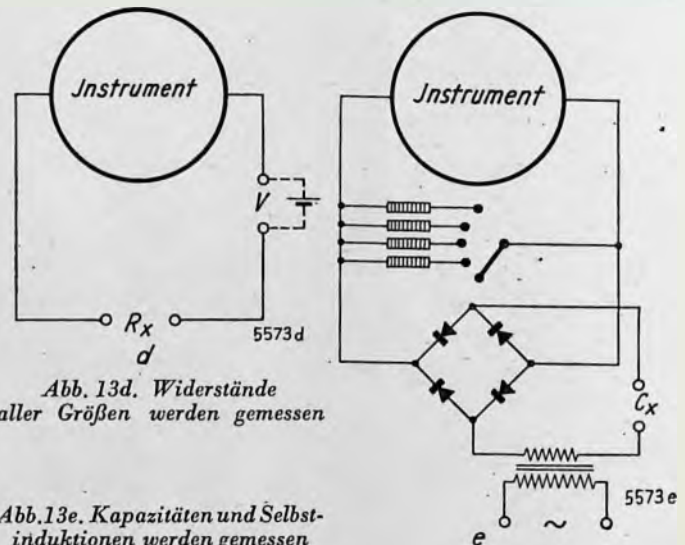 Jnstrument
Jnstrument
V
Rx
d
5573d
Abb. 13d. Widerstände
aller Größen werden gemessen
Cx
5573e
e ~
Abb.13e. Kapazitäten und Selbst-
induktionen werden gemessen